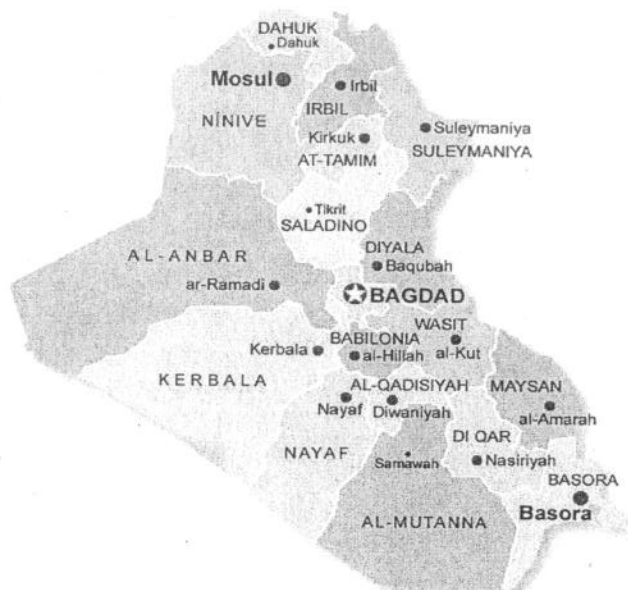 DAHUK
Dahuk
Mosul
Irbil
IRBIL
NÍNIVE
Kirkuk
Suleymaniya
AT-TAMIM
SULEYMANIYA
Tikrit
SALADINO
DIYALA
AL-ANBAR
Baqubah
ar-Ramadi
BAGDAD
WASIT
BABILONIA
Kerbala
al-Hillah
al-Kut
KERBALA
AL-QADISIYAH
MAYSAN
Nayaf
Diwaniyah
al-Amarah
DI QAR
NAYAF
Samawah
Nasiriyah
BASORA
Basora
AL-MUTANNA